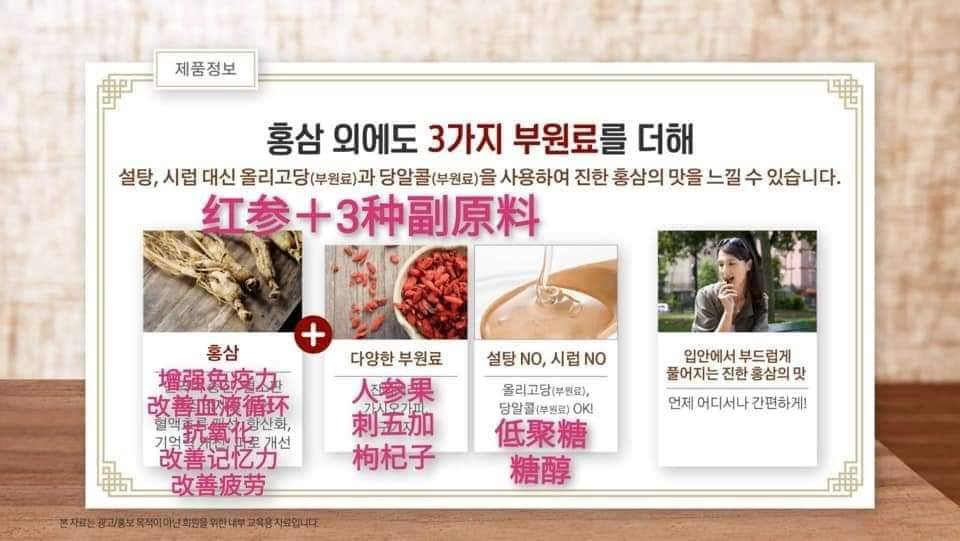 제품정보
홍삼 외에도 3가지 부원료를 더해
설탕, 시럽 대신 올리고당(부원료)과 당알콜(부원료)을 사용하여 진한 홍삼의 맛을 느낄 수 있습니다.
红参+3种副原料
홍삼
增强免疫力
改善血液循环
抗氧化
改善记忆力
改善疲劳
다양한 부원료
人参果
刺五加
枸杞子
가시오가피
설탕 NO, 시럽 NO
올리고당(부원료),
당알콜(부원료) OK!
低聚糖
糖醇
입안에서 부드럽게
풀어지는 진한 홍삼의 맛
언제 어디서나 간편하게!
본 자료는 광고/홍보 목적이 아닌 회원을 위한 내부 교육용 자료입니다.